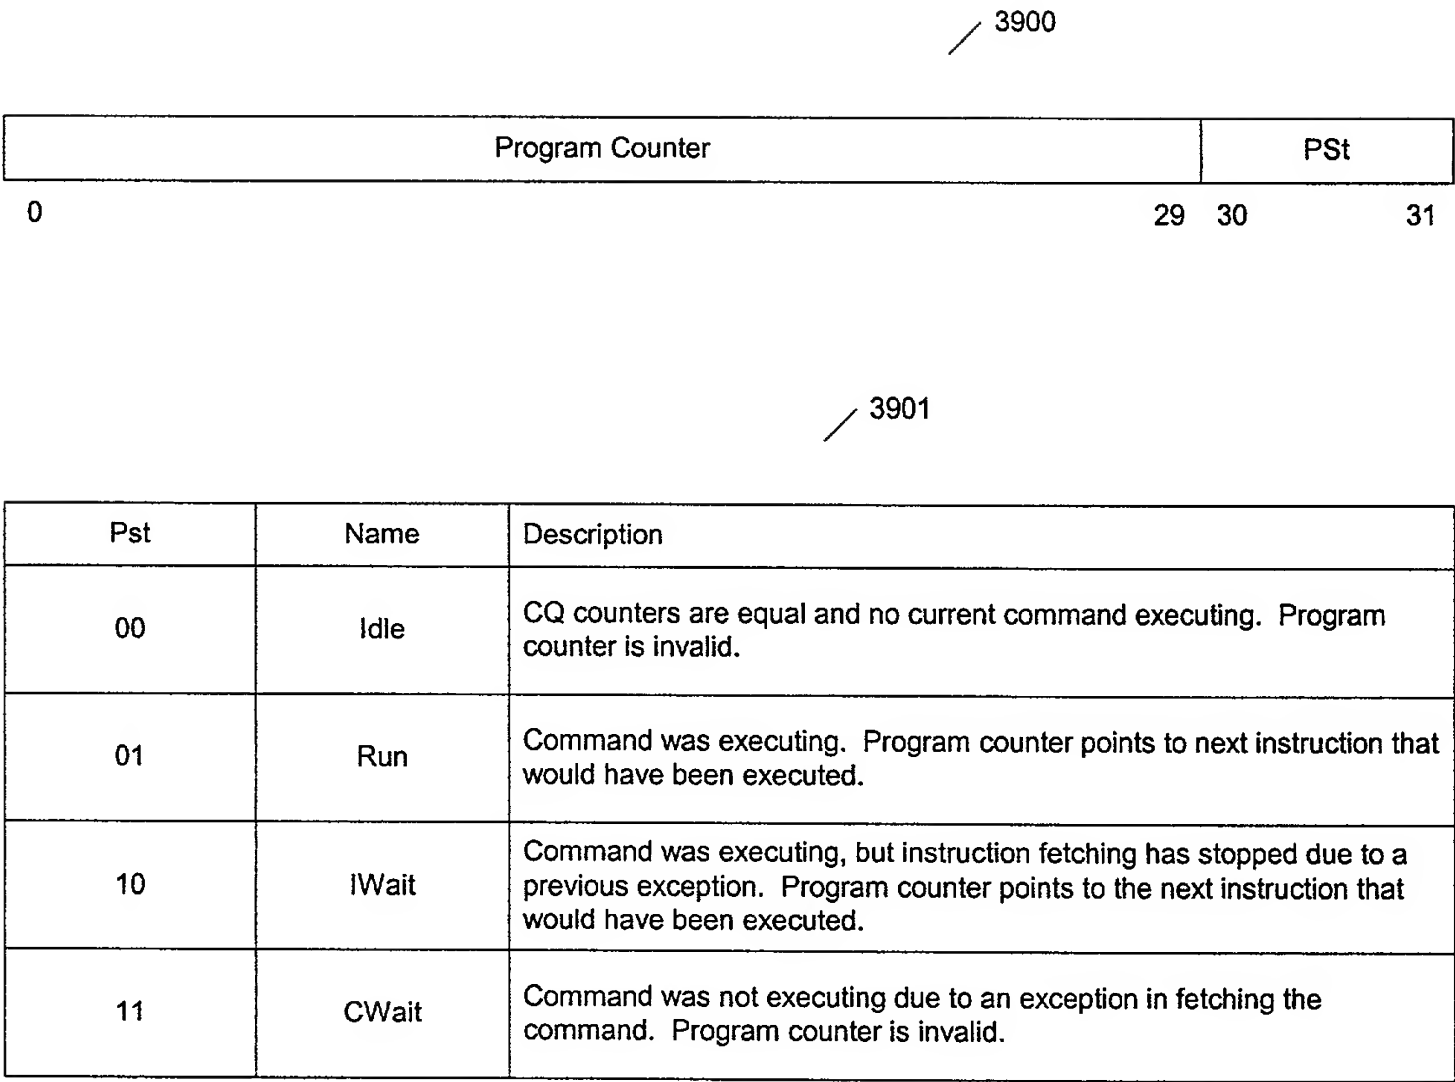 3900
Program Counter PSt
0 29 30 31
3901
Pst Name Description
00 Idle CQ counters are equal and no current command executing. Program
counter is invalid.
01 Run Command was executing. Program counter points to next instruction that
would have been executed.
10 IWait Command was executing, but instruction fetching has stopped due to a
previous exception. Program counter points to the next instruction that
would have been executed.
11 CWait Command was not executing due to an exception in fetching the
command. Program counter is invalid.